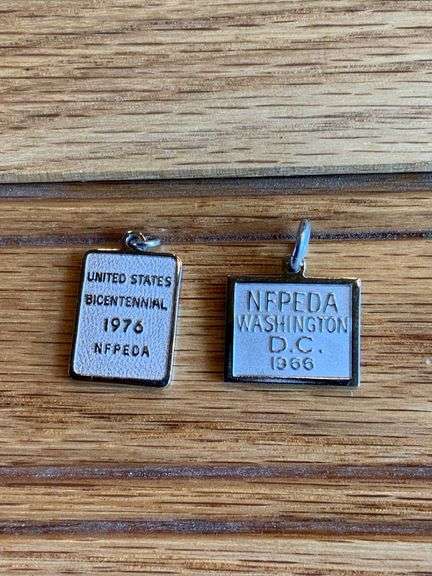 UNITED STATES
BICENTENNIAL
1976
NFPEDA
NFPEDA
WASHINGTON
D.C.
1966